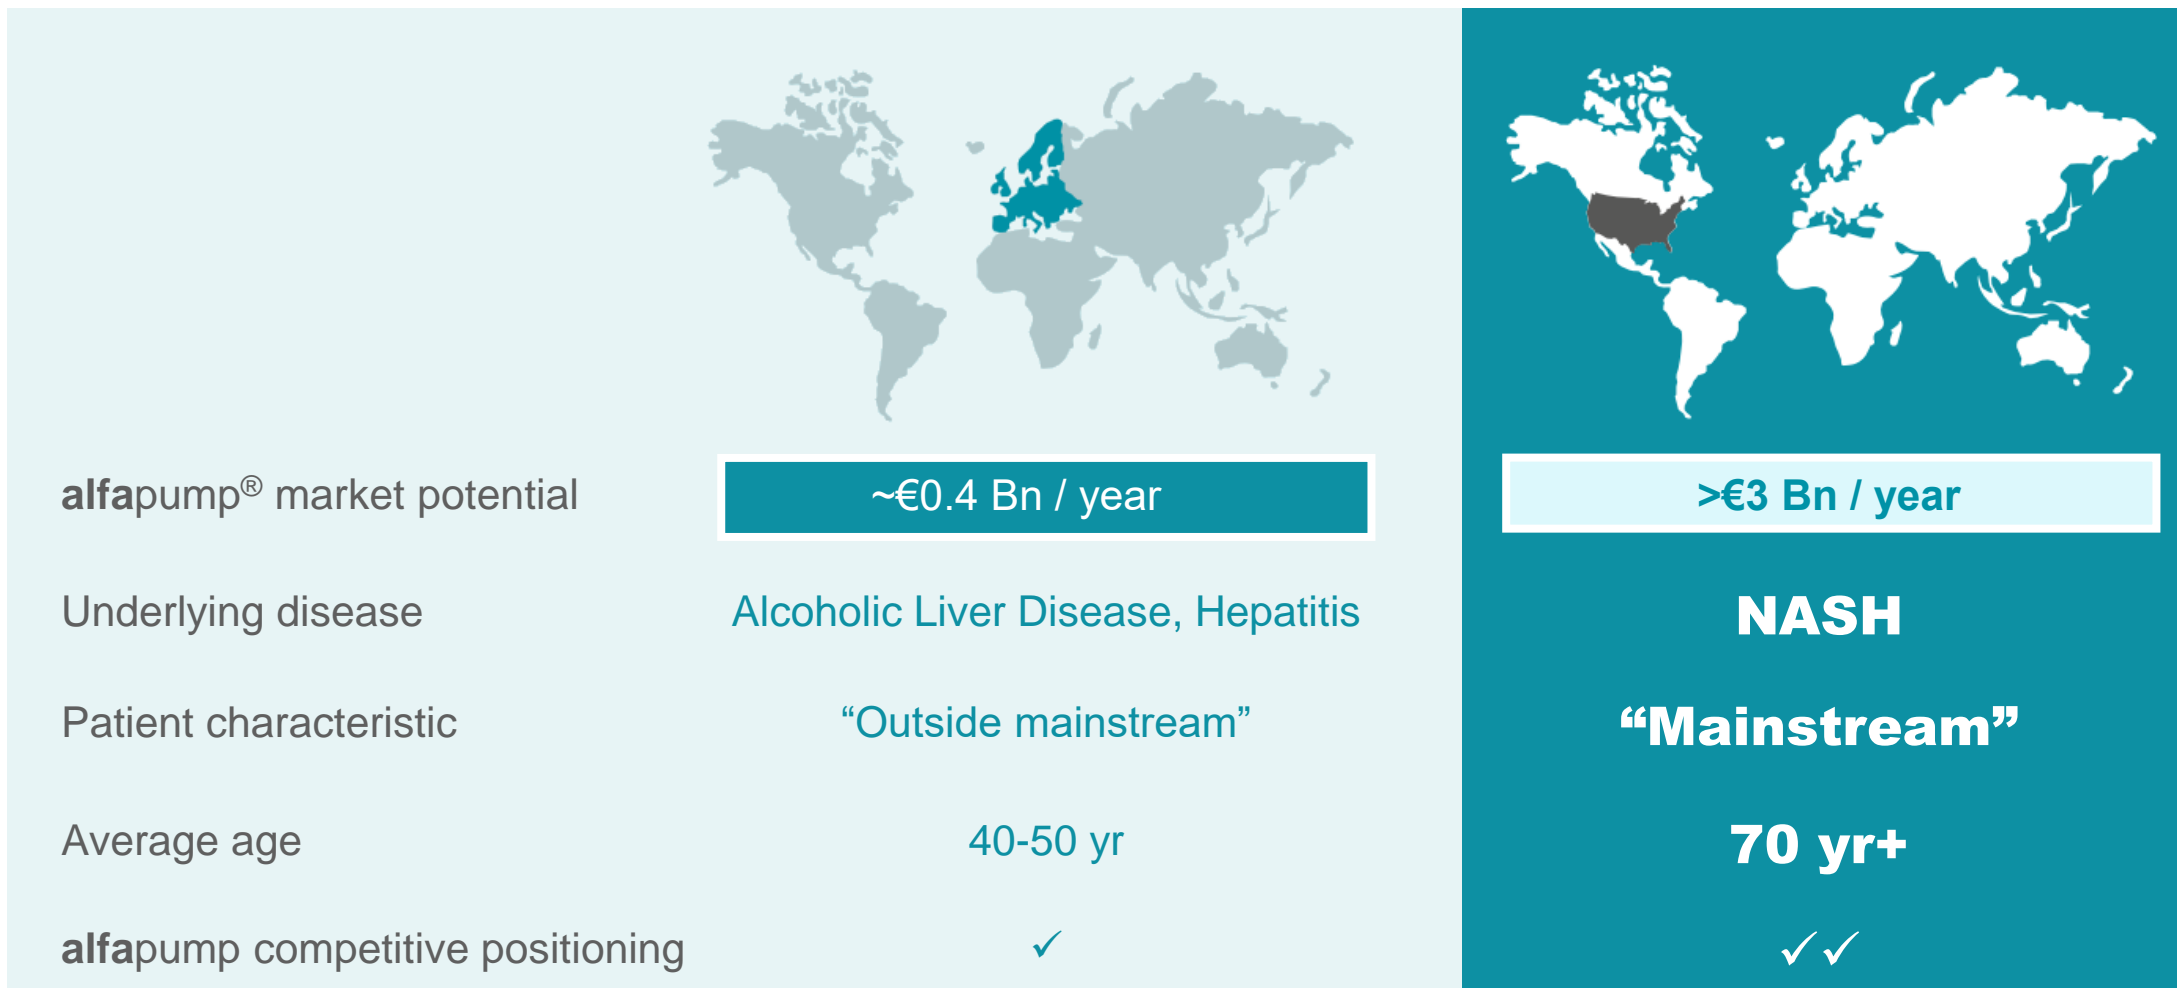 alfapump® market potential ~€0.4 Bn / year >€3 Bn / year
Underlying disease Alcoholic Liver Disease, Hepatitis NASH
Patient characteristic “Outside mainstream” “Mainstream”
Average age 40-50 yr 70 yr+
alfapump competitive positioning ✓ ✓✓